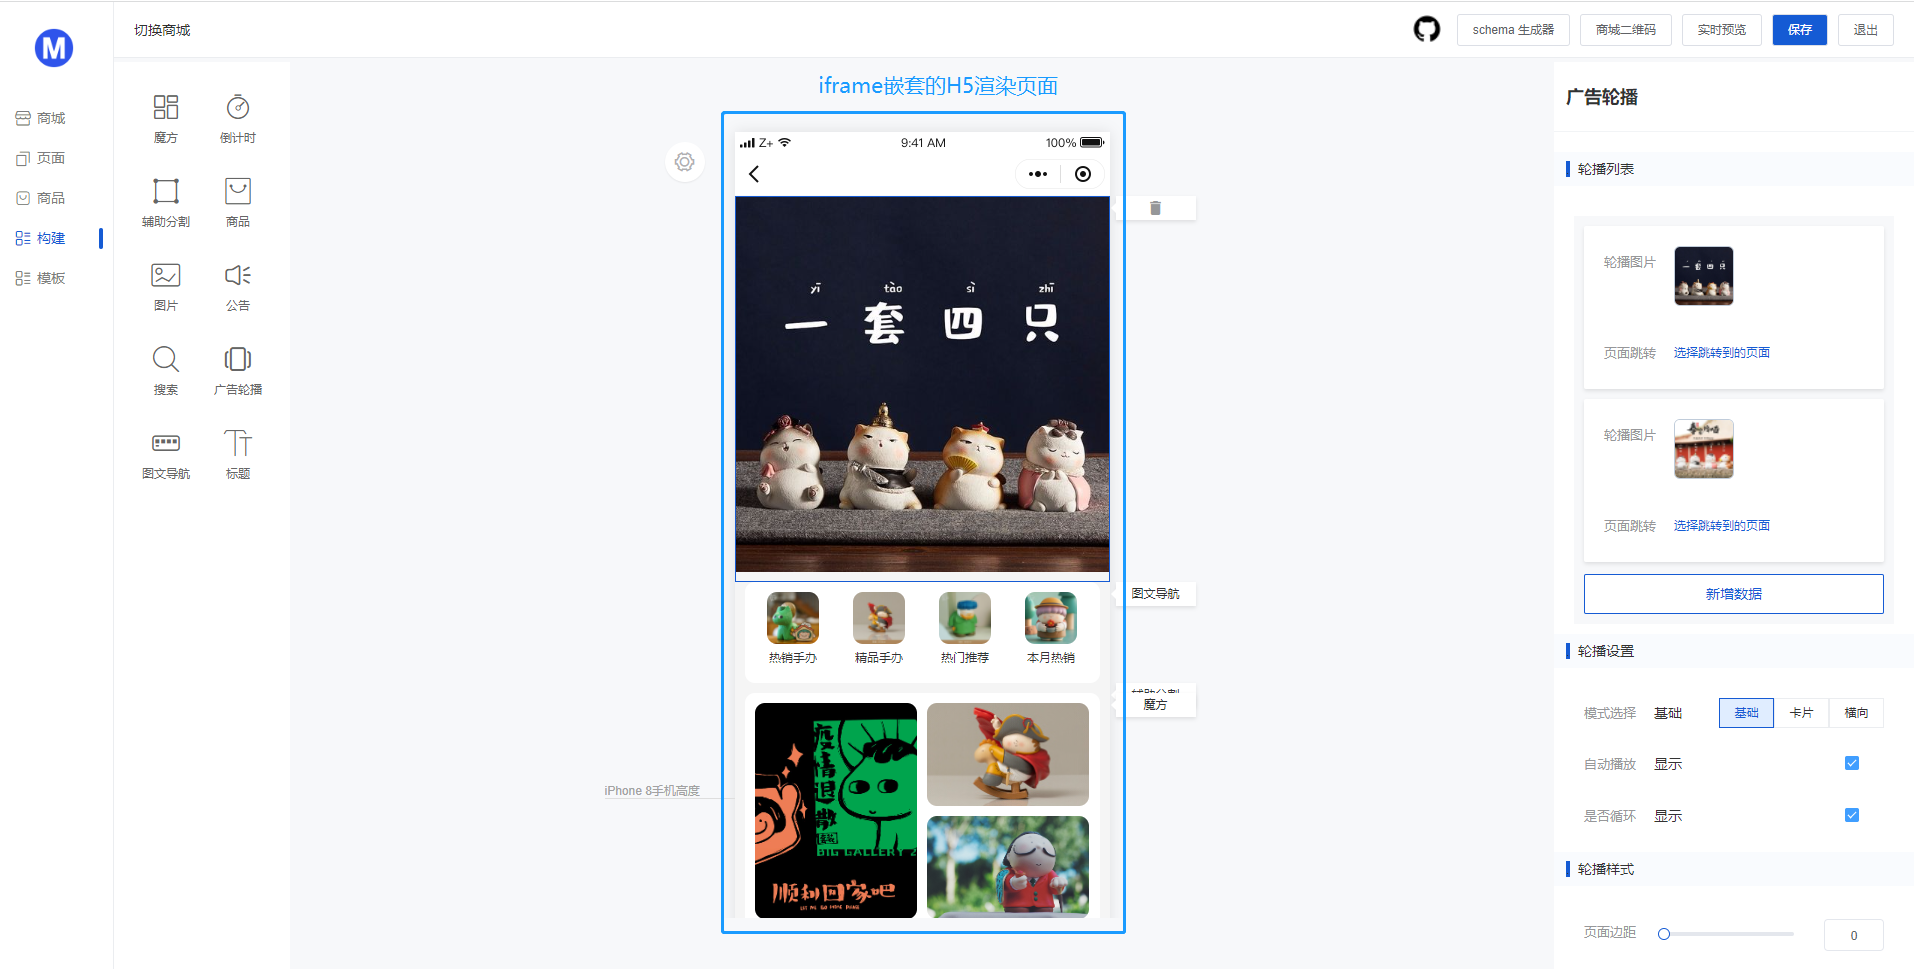 M
切换商城
schema 生成器
商城二维码
实时预览
保存
退出
商城
页面
商品
构建
模板
魔方
倒计时
辅助分割
商品
图片
公告
搜索
广告轮播
图文导航
标题
iframe嵌套的H5渲染页面
Z+
9:41 AM
100%
yī tào sì zhī
一 套 四 只
热销手办
精品手办
热门推荐
本月热销
图文导航
辅助分割
魔方
疫情退散
BIG GALLERY 2
顺利回家吧
iPhone 8手机高度
广告轮播
轮播列表
轮播图片
一 套 四 只
页面跳转 选择跳转到的页面
轮播图片
页面跳转 选择跳转到的页面
新增数据
轮播设置
模式选择 基础 基础 卡片 横向
自动播放 显示
是否循环 显示
轮播样式
页面边距 0